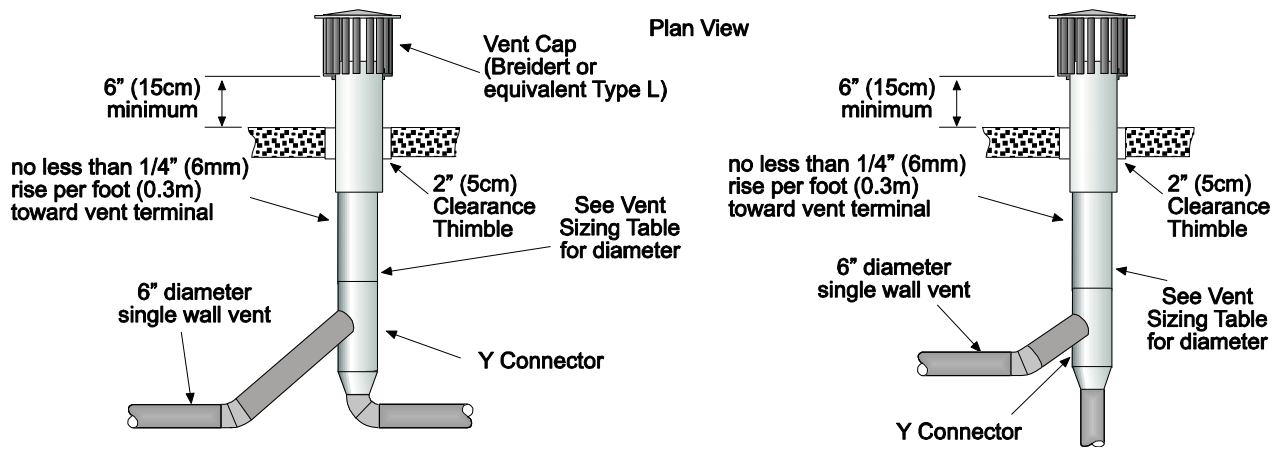 Plan View
Vent Cap
(Breidert or
equivalent Type L)
6” (15cm)
minimum
no less than 1/4” (6mm)
rise per foot (0.3m)
toward vent terminal
2” (5cm)
Clearance
Thimble
See Vent
Sizing Table
for diameter
6” diameter
single wall vent
Y Connector
6” (15cm)
minimum
no less than 1/4” (6mm)
rise per foot (0.3m)
toward vent terminal
2” (5cm)
Clearance
Thimble
6” diameter
single wall vent
See Vent
Sizing Table
for diameter
Y Connector